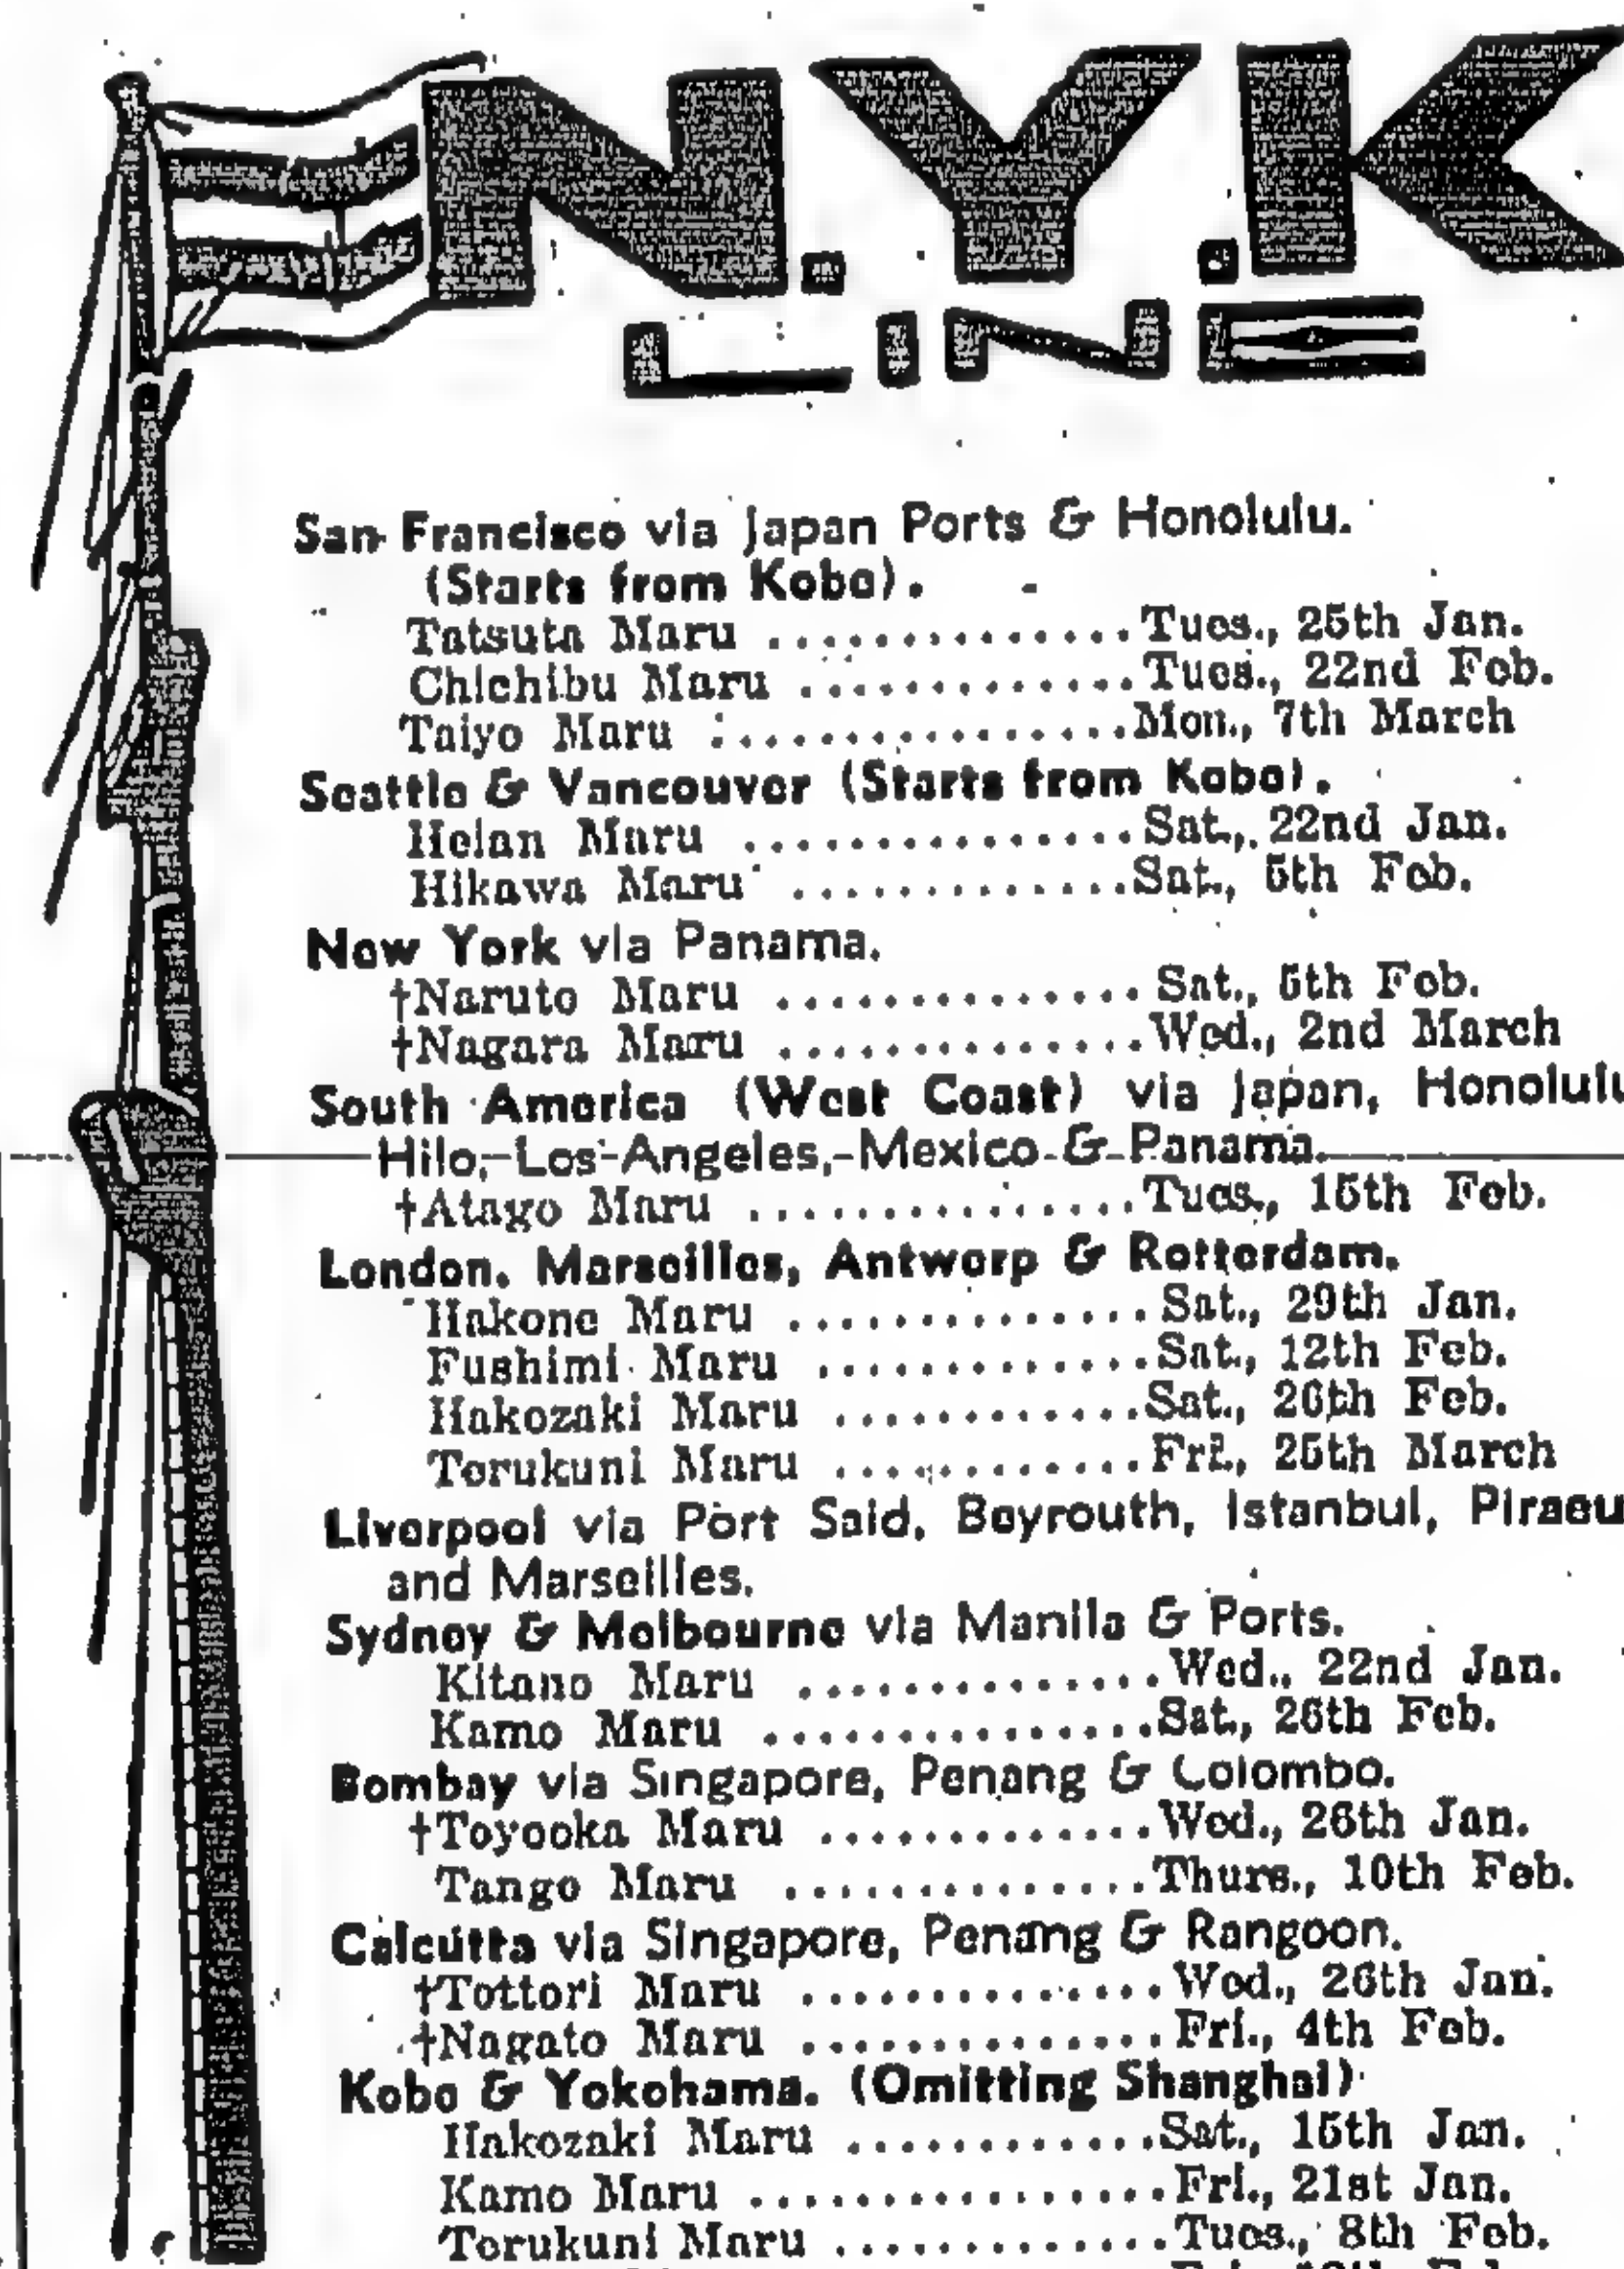 N.Y.K
LINE
San Francisco via Japan Ports & Honolulu.
(Starts from Kobe).
Tatsuta Maru ..............Tues., 25th Jan.
Chichibu Maru .............Tues., 22nd Feb.
Taiyo Maru ................Mon., 7th March
Seattle & Vancouver (Starts from Kobe).
Heian Maru ...............Sat., 22nd Jan.
Hikawa Maru .............Sat., 5th Feb.
New York via Panama.
†Naruto Maru .............. Sat., 5th Feb.
†Nagara Maru ..............Wed., 2nd March
South America (West Coast) via Japan, Honolulu
Hilo, Los Angeles, Mexico & Panama.
†Atago Maru ...............Tues., 15th Feb.
London, Marseilles, Antwerp & Rotterdam.
Hakone Maru .............. Sat., 29th Jan.
Fushimi Maru .............Sat., 12th Feb.
Hakozaki Maru ............Sat., 26th Feb.
Terukuni Maru ............Fri., 25th March
Liverpool via Port Said, Beyrouth, Istanbul, Piraeu
and Marseilles.
Sydney & Melbourne via Manila & Ports.
Kitano Maru ..............Wed., 22nd Jan.
Kamo Maru ...............Sat., 26th Feb.
Bombay via Singapore, Penang & Colombo.
†Toyooka Maru .............Wed., 26th Jan.
Tango Maru ..............Thurs., 10th Feb.
Calcutta via Singapore, Penang & Rangoon.
†Tottori Maru ..............Wed., 26th Jan.
†Nagato Maru ..............Fri., 4th Feb.
Kobe & Yokohama. (Omitting Shanghai)
Hakozaki Maru ............Sat., 15th Jan.
Kamo Maru ................Fri., 21st Jan.
Terukuni Maru .............Tues., 8th Feb.